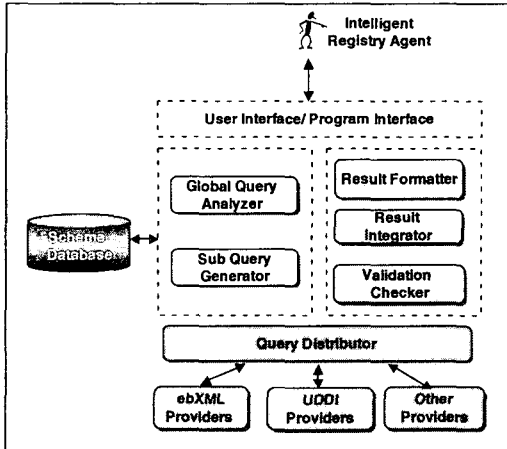 Intelligent
Registry Agent
User Interface/ Program Interface
Global Query
Analyzer
Sub Query
Generator
Result Formatter
Result
Integrator
Validation
Checker
Schema
Database
Query Distributor
ebXML
Providers
UDDI
Providers
Other
Providers